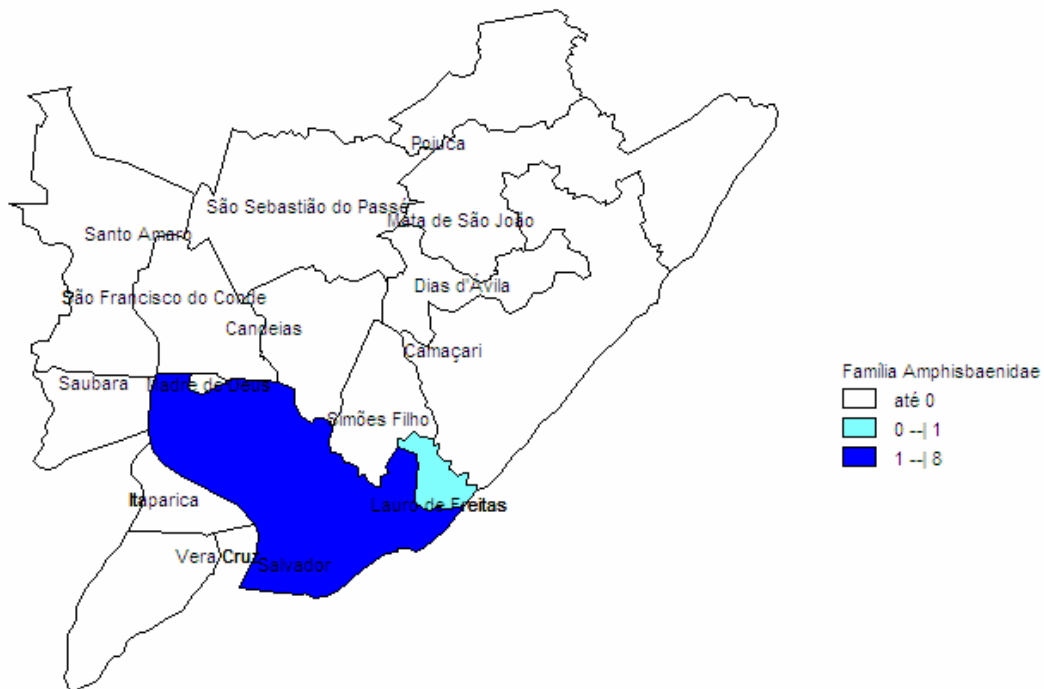 Pojuca
São Sebastião do Passé
Mata de São João
Santo Amaro
Dias d'Ávila
São Francisco do Conde
Candeias
Camaçari
Saubara
Madre de Deus
Simões Filho
Itaparica
Lauro de Freitas
Vera Cruz
Salvador
Família Amphisbaenidae
até 0
0 --| 1
1 --| 8